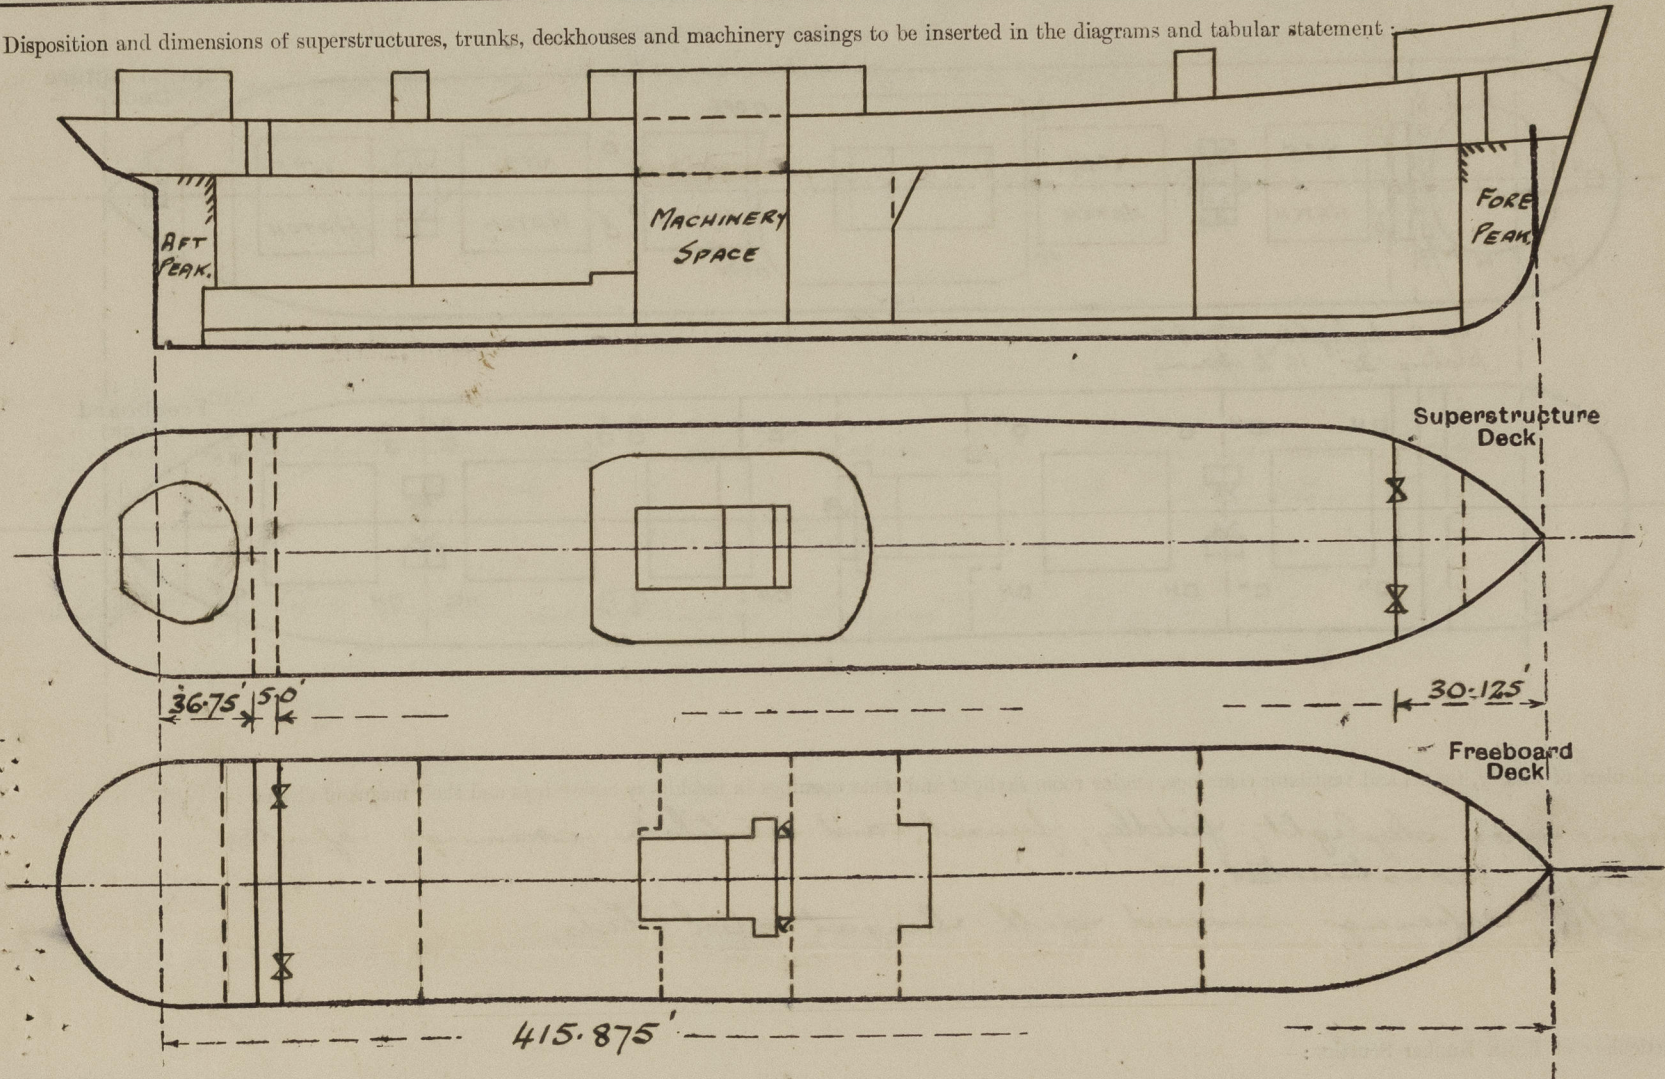 Disposition and dimensions of superstructures, trunks, deckhouses and machinery casings to be inserted in the diagrams and tabular statement :
AFT
PEAK.
MACHINERY
SPACE
FORE
PEAK.
Superstructure
Deck
36·75' 5·0' 30·125'
Freeboard
Deck
415·875'